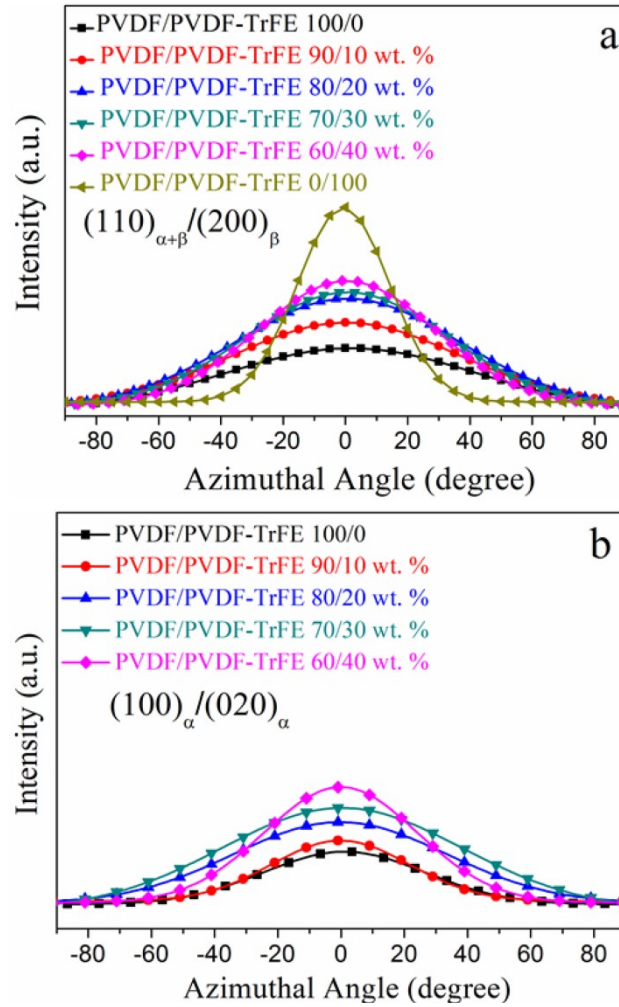 PVDF/PVDF-TrFE 100/0
a
PVDF/PVDF-TrFE 90/10 wt. %
PVDF/PVDF-TrFE 80/20 wt. %
PVDF/PVDF-TrFE 70/30 wt. %
PVDF/PVDF-TrFE 60/40 wt. %
PVDF/PVDF-TrFE 0/100
(110)α+β/(200)β
Intensity (a.u.)
-80 -60 -40 -20 0 20 40 60 80
Azimuthal Angle (degree)
PVDF/PVDF-TrFE 100/0
b
PVDF/PVDF-TrFE 90/10 wt. %
PVDF/PVDF-TrFE 80/20 wt. %
PVDF/PVDF-TrFE 70/30 wt. %
PVDF/PVDF-TrFE 60/40 wt. %
(100)α/(020)α
Intensity (a.u.)
-80 -60 -40 -20 0 20 40 60 80
Azimuthal Angle (degree)